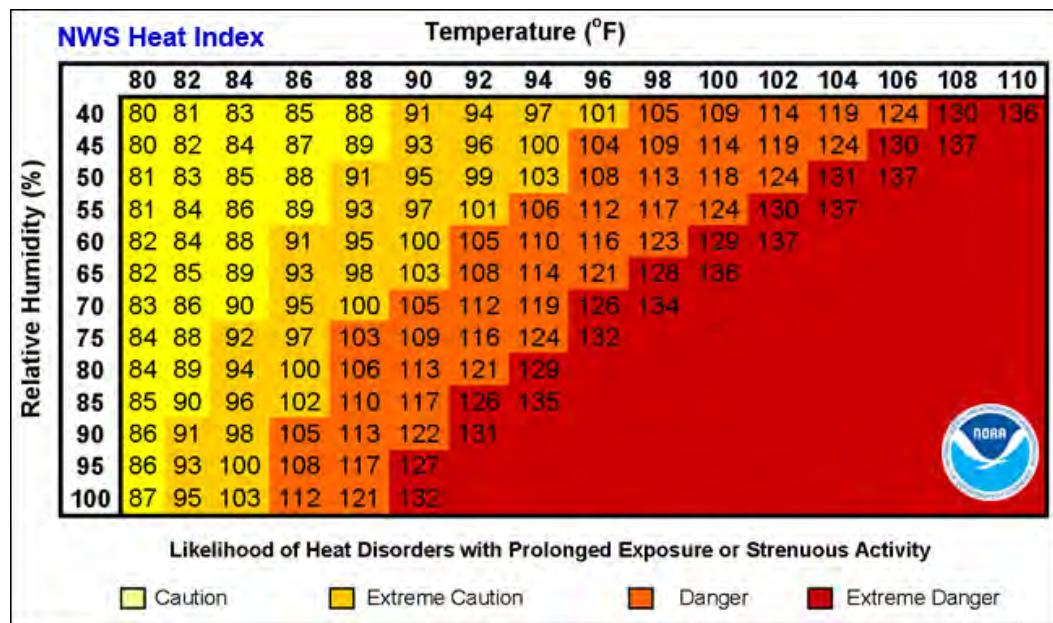 NWS Heat Index
Temperature (°F)
80 82 84 86 88 90 92 94 96 98 100 102 104 106 108 110
Relative Humidity (%)
40 80 81 83 85 88 91 94 97 101 105 109 114 119 124 130 136
45 80 82 84 87 89 93 96 100 104 109 114 119 124 130 137
50 81 83 85 88 91 95 99 103 108 113 118 124 131 137
55 81 84 86 89 93 97 101 106 112 117 124 130 137
60 82 84 88 91 95 100 105 110 116 123 129 137
65 82 85 89 93 98 103 108 114 121 128 136
70 83 86 90 95 100 105 112 119 126 134
75 84 88 92 97 103 109 116 124 132
80 84 89 94 100 106 113 121 129
85 85 90 96 102 110 117 126 135
90 86 91 98 105 113 122 131
95 86 93 100 108 117 127
100 87 95 103 112 121 132
NOAA
Likelihood of Heat Disorders with Prolonged Exposure or Strenuous Activity
Caution
Extreme Caution
Danger
Extreme Danger